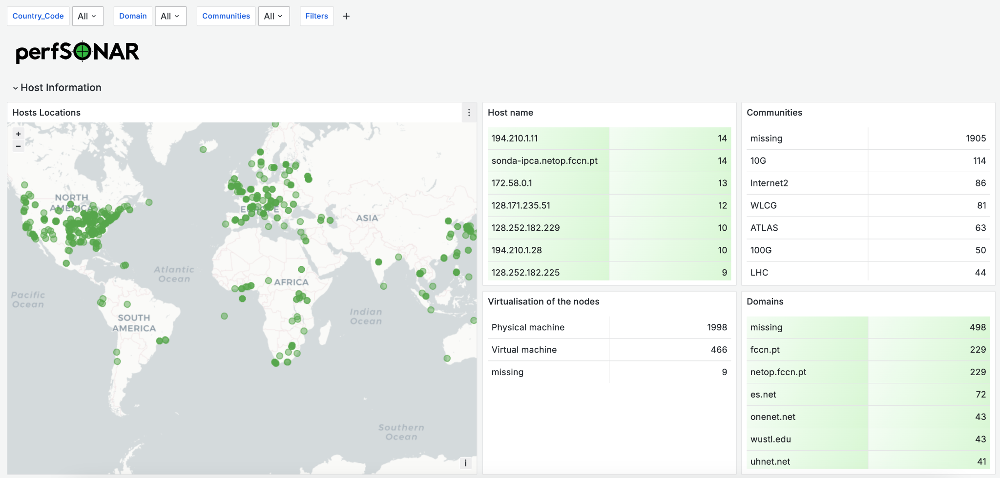 Country_Code All Domain All Communities All Filters +
perfSONAR
Host Information
Hosts Locations
+
−
NORTH
AMERICA
EUROPE
ASIA
Atlantic
Ocean
AFRICA
Pacific
Ocean
SOUTH
AMERICA
Indian
Ocean
Southern
Ocean
i
Host name
194.210.1.11 14
sonda-ipca.netop.fccn.pt 14
172.58.0.1 13
128.171.235.51 12
128.252.182.229 10
194.210.1.28 10
128.252.182.225 9
Communities
missing 1905
10G 114
Internet2 86
WLCG 81
ATLAS 63
100G 50
LHC 44
Virtualisation of the nodes
Physical machine 1998
Virtual machine 466
missing 9
Domains
missing 498
fccn.pt 229
netop.fccn.pt 229
es.net 72
onenet.net 43
wustl.edu 43
uhnet.net 41